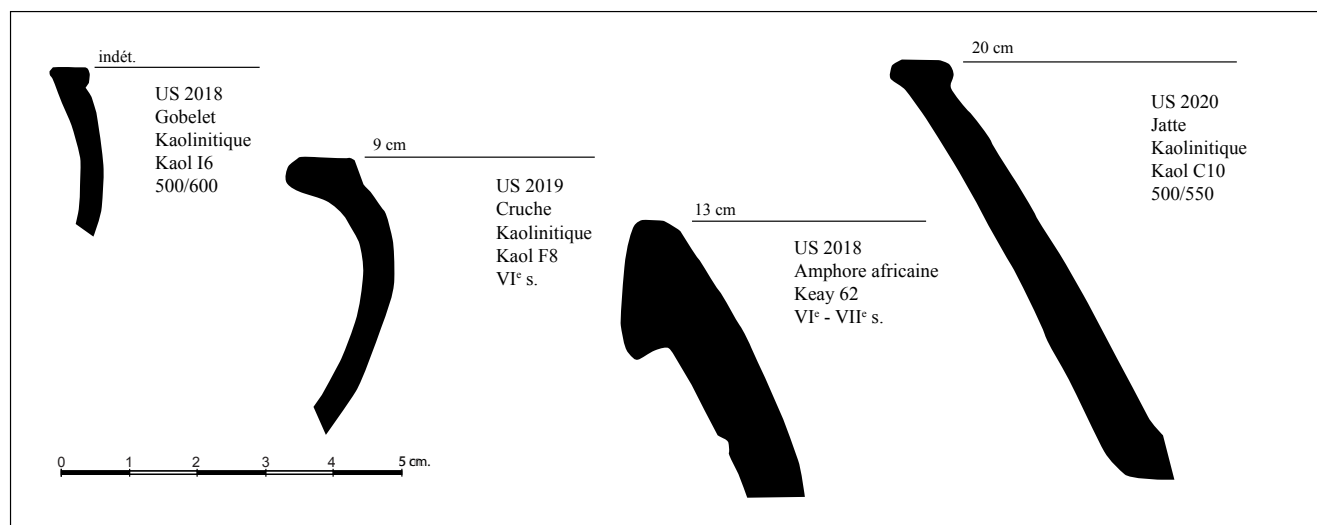 indét.
US 2018
Gobelet
Kaolinitique
Kaol I6
500/600
9 cm
US 2019
Cruche
Kaolinitique
Kaol F8
VIᵉ s.
13 cm
US 2018
Amphore africaine
Keay 62
VIᵉ - VIIᵉ s.
20 cm
US 2020
Jatte
Kaolinitique
Kaol C10
500/550
0 1 2 3 4 5 cm.